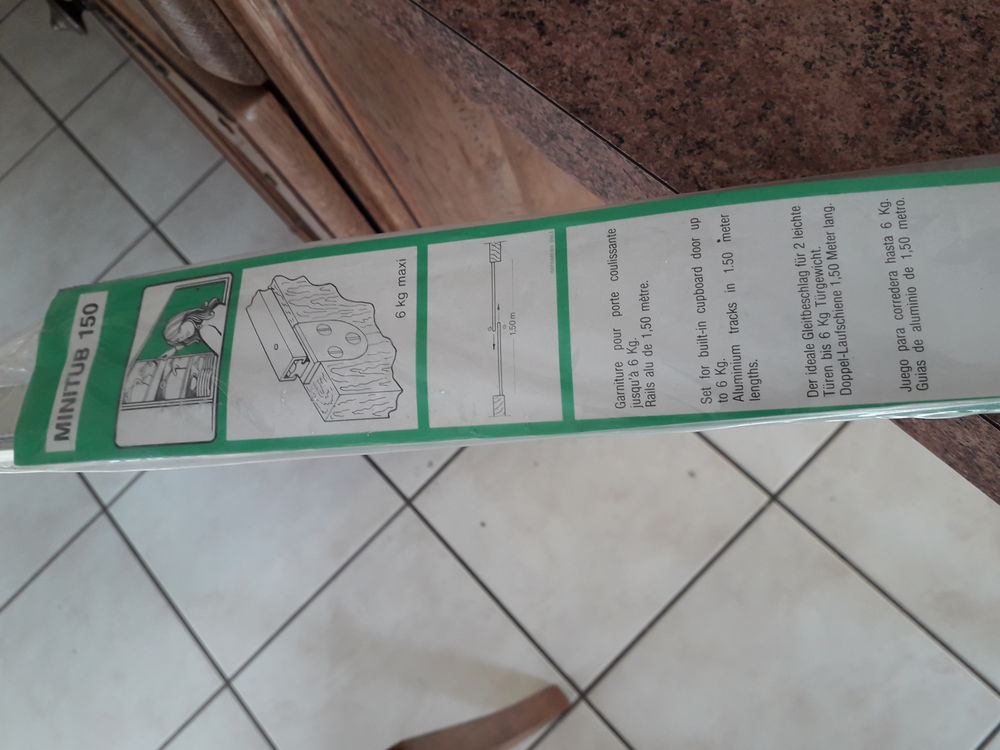 MINITUB 150
6 kg maxi
1,50 m
Garniture pour porte coulissante
jusqu'à 6 Kg.
Rails alu de 1,50 mètre.
Set for built-in cupboard door up
to 6 Kg.
Aluminium tracks in 1.50 meter
lengths.
Der ideale Gleitbeschlag für 2 leichte
Türen bis 6 Kg Türgewicht.
Doppel-Laufschiene 1,50 Meter lang.
Juego para corredera hasta 6 Kg.
Guias de aluminio de 1,50 metro.